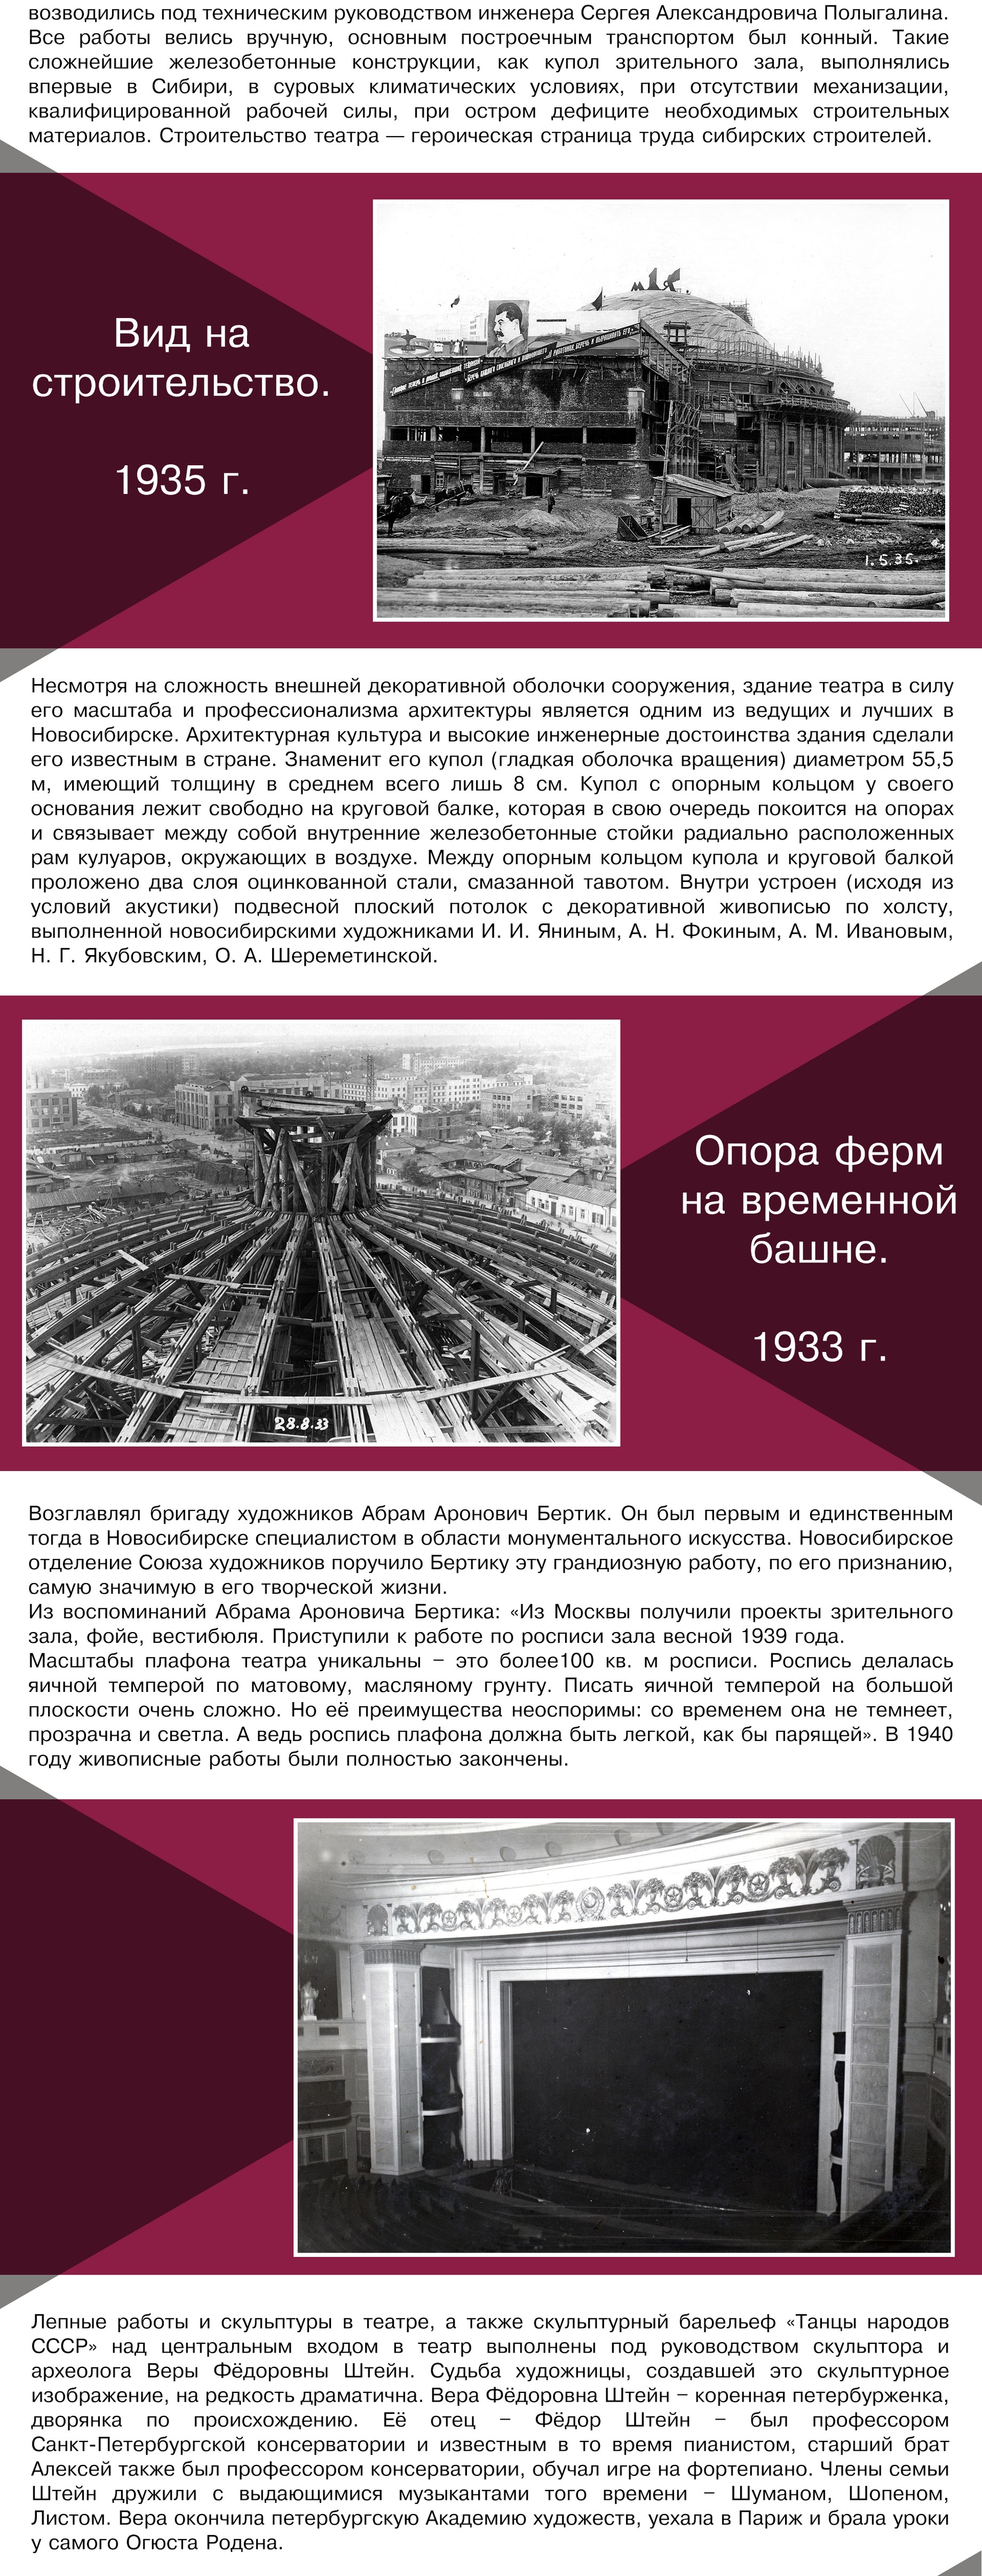 возводились под техническим руководством инженера Сергея Александровича Полыгалина.
Все работы велись вручную, основным построечным транспортом был конный. Такие
сложнейшие железобетонные конструкции, как купол зрительного зала, выполнялись
впервые в Сибири, в суровых климатических условиях, при отсутствии механизации,
квалифицированной рабочей силы, при остром дефиците необходимых строительных
материалов. Строительство театра — героическая страница труда сибирских строителей.
Вид на
строительство.
1935 г.
1.5.35.
Несмотря на сложность внешней декоративной оболочки сооружения, здание театра в силу
его масштаба и профессионализма архитектуры является одним из ведущих и лучших в
Новосибирске. Архитектурная культура и высокие инженерные достоинства здания сделали
его известным в стране. Знаменит его купол (гладкая оболочка вращения) диаметром 55,5
м, имеющий толщину в среднем всего лишь 8 см. Купол с опорным кольцом у своего
основания лежит свободно на круговой балке, которая в свою очередь покоится на опорах
и связывает между собой внутренние железобетонные стойки радиально расположенных
рам кулуаров, окружающих в воздухе. Между опорным кольцом купола и круговой балкой
проложено два слоя оцинкованной стали, смазанной тавотом. Внутри устроен (исходя из
условий акустики) подвесной плоский потолок с декоративной живописью по холсту,
выполненной новосибирскими художниками И. И. Яниным, А. Н. Фокиным, А. М. Ивановым,
Н. Г. Якубовским, О. А. Шереметинской.
Опора ферм
на временной
башне.
1933 г.
28.8.33
Возглавлял бригаду художников Абрам Аронович Бертик. Он был первым и единственным
тогда в Новосибирске специалистом в области монументального искусства. Новосибирское
отделение Союза художников поручило Бертику эту грандиозную работу, по его признанию,
самую значимую в его творческой жизни.
Из воспоминаний Абрама Ароновича Бертика: «Из Москвы получили проекты зрительного
зала, фойе, вестибюля. Приступили к работе по росписи зала весной 1939 года.
Масштабы плафона театра уникальны – это более100 кв. м росписи. Роспись делалась
яичной темперой по матовому, масляному грунту. Писать яичной темперой на большой
плоскости очень сложно. Но её преимущества неоспоримы: со временем она не темнеет,
прозрачна и светла. А ведь роспись плафона должна быть легкой, как бы парящей». В 1940
году живописные работы были полностью закончены.
Лепные работы и скульптуры в театре, а также скульптурный барельеф «Танцы народов
СССР» над центральным входом в театр выполнены под руководством скульптора и
археолога Веры Фёдоровны Штейн. Судьба художницы, создавшей это скульптурное
изображение, на редкость драматична. Вера Фёдоровна Штейн – коренная петербурженка,
дворянка по происхождению. Её отец – Фёдор Штейн – был профессором
Санкт-Петербургской консерватории и известным в то время пианистом, старший брат
Алексей также был профессором консерватории, обучал игре на фортепиано. Члены семьи
Штейн дружили с выдающимися музыкантами того времени – Шуманом, Шопеном,
Листом. Вера окончила петербургскую Академию художеств, уехала в Париж и брала уроки
у самого Огюста Родена.